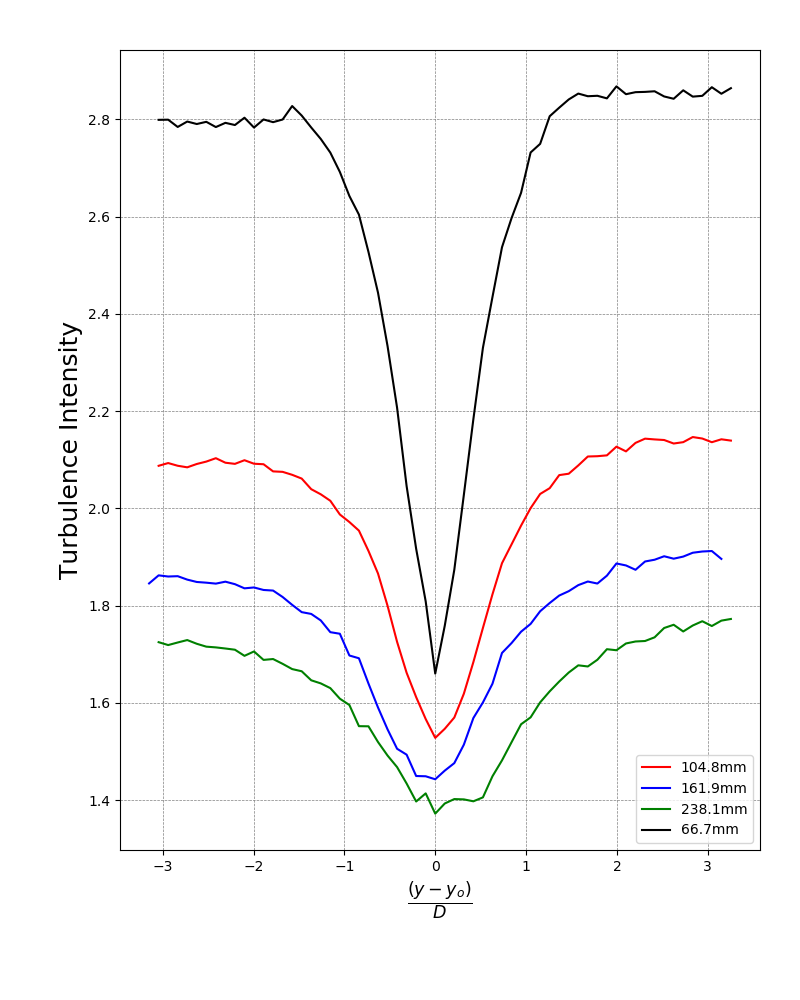 2.8
2.6
2.4
2.2
2.0
1.8
1.6
1.4
Turbulence Intensity
104.8mm
161.9mm
238.1mm
66.7mm
−3 −2 −1 0 1 2 3
(y − y₀)
D